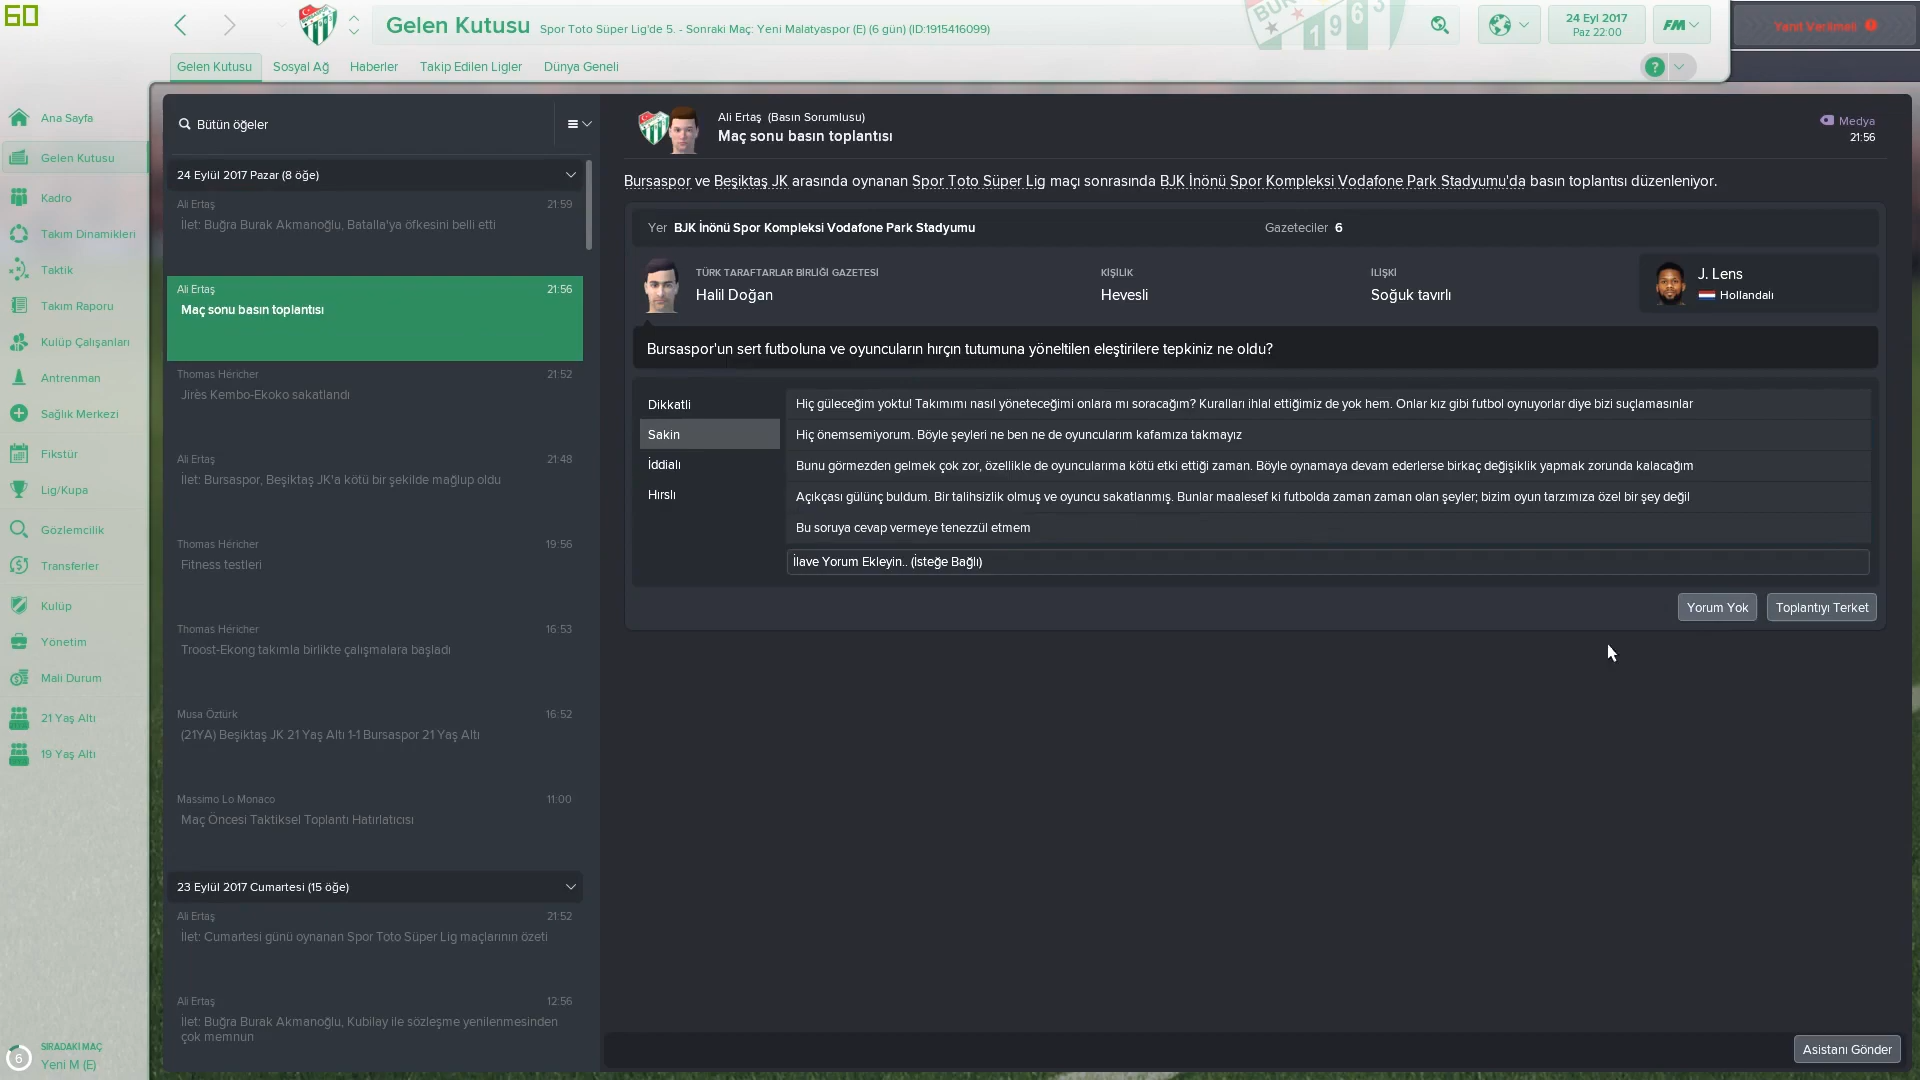 60
Gelen Kutusu
Spor Toto Süper Lig'de 5. - Sonraki Maç: Yeni Malatyaspor (E) (6 gün) (ID:1915416099)
24 Eyl 2017
Paz 22:00
FM
Yanıt Verilmeli
Gelen Kutusu
Sosyal Ağ
Haberler
Takip Edilen Ligler
Dünya Geneli
?
Ana Sayfa
Gelen Kutusu
Kadro
Takım Dinamikleri
Taktik
Takım Raporu
Kulüp Çalışanları
Antrenman
Sağlık Merkezi
Fikstür
Lig/Kupa
Gözlemcilik
Transferler
Kulüp
Yönetim
Mali Durum
21 Yaş Altı
19 Yaş Altı
6
SIRADAKİ MAÇ
Yeni M (E)
Bütün öğeler
24 Eylül 2017 Pazar (8 öğe)
Ali Ertaş 21:59
İlet: Buğra Burak Akmanoğlu, Batalla'ya öfkesini belli etti
Ali Ertaş 21:56
Maç sonu basın toplantısı
Thomas Héricher 21:52
Jirès Kembo-Ekoko sakatlandı
Ali Ertaş 21:48
İlet: Bursaspor, Beşiktaş JK'a kötü bir şekilde mağlup oldu
Thomas Héricher 19:56
Fitness testleri
Thomas Héricher 16:53
Troost-Ekong takımla birlikte çalışmalara başladı
Musa Öztürk 16:52
(21YA) Beşiktaş JK 21 Yaş Altı 1-1 Bursaspor 21 Yaş Altı
Massimo Lo Monaco 11:00
Maç Öncesi Taktiksel Toplantı Hatırlatıcısı
23 Eylül 2017 Cumartesi (15 öğe)
Ali Ertaş 21:52
İlet: Cumartesi günü oynanan Spor Toto Süper Lig maçlarının özeti
Ali Ertaş 12:56
İlet: Buğra Burak Akmanoğlu, Kubilay ile sözleşme yenilenmesinden
çok memnun
Ali Ertaş (Basın Sorumlusu)
Maç sonu basın toplantısı
Medya
21:56
Bursaspor ve Beşiktaş JK arasında oynanan Spor Toto Süper Lig maçı sonrasında BJK İnönü Spor Kompleksi Vodafone Park Stadyumu'da basın toplantısı düzenleniyor.
Yer BJK İnönü Spor Kompleksi Vodafone Park Stadyumu
Gazeteciler 6
TÜRK TARAFTARLAR BİRLİĞİ GAZETESİ
Halil Doğan
KİŞİLİK
Hevesli
İLİŞKİ
Soğuk tavırlı
J. Lens
Hollandalı
Bursaspor'un sert futboluna ve oyuncuların hırçın tutumuna yöneltilen eleştirilere tepkiniz ne oldu?
Dikkatli
Sakin
İddialı
Hırslı
Hiç güleceğim yoktu! Takımımı nasıl yöneteceğimi onlara mı soracağım? Kuralları ihlal ettiğimiz de yok hem. Onlar kız gibi futbol oynuyorlar diye bizi suçlamasınlar
Hiç önemsemiyorum. Böyle şeyleri ne ben ne de oyuncularım kafamıza takmayız
Bunu görmezden gelmek çok zor, özellikle de oyuncularıma kötü etki ettiği zaman. Böyle oynamaya devam ederlerse birkaç değişiklik yapmak zorunda kalacağım
Açıkçası gülünç buldum. Bir talihsizlik olmuş ve oyuncu sakatlanmış. Bunlar maalesef ki futbolda zaman zaman olan şeyler; bizim oyun tarzımıza özel bir şey değil
Bu soruya cevap vermeye tenezzül etmem
İlave Yorum Ekleyin.. (İsteğe Bağlı)
Yorum Yok
Toplantıyı Terket
Asistanı Gönder